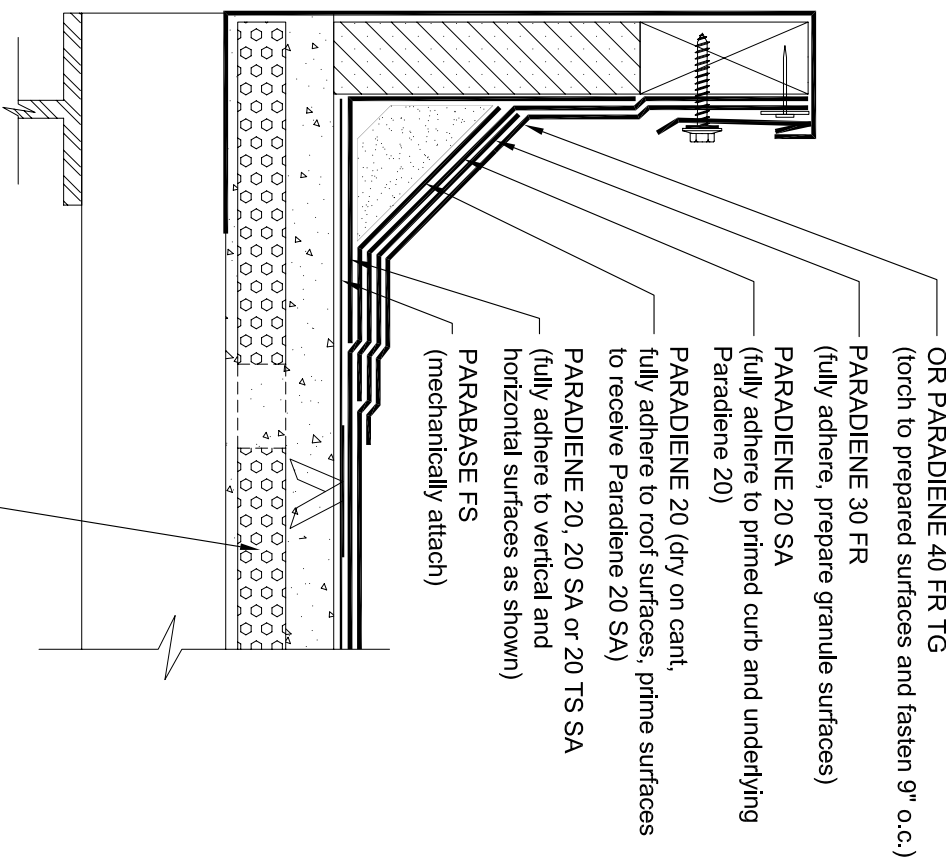 OR PARADIENE 40 FR TG
(torch to prepared surfaces and fasten 9" o.c.)
PARADIENE 30 FR
(fully adhere, prepare granule surfaces)
PARADIENE 20 SA
(fully adhere to primed curb and underlying
Paradiene 20)
PARADIENE 20 (dry on cant,
fully adhere to roof surfaces, prime surfaces
to receive Paradiene 20 SA)
PARADIENE 20, 20 SA or 20 TS SA
(fully adhere to vertical and
horizontal surfaces as shown)
PARABASE FS
(mechanically attach)